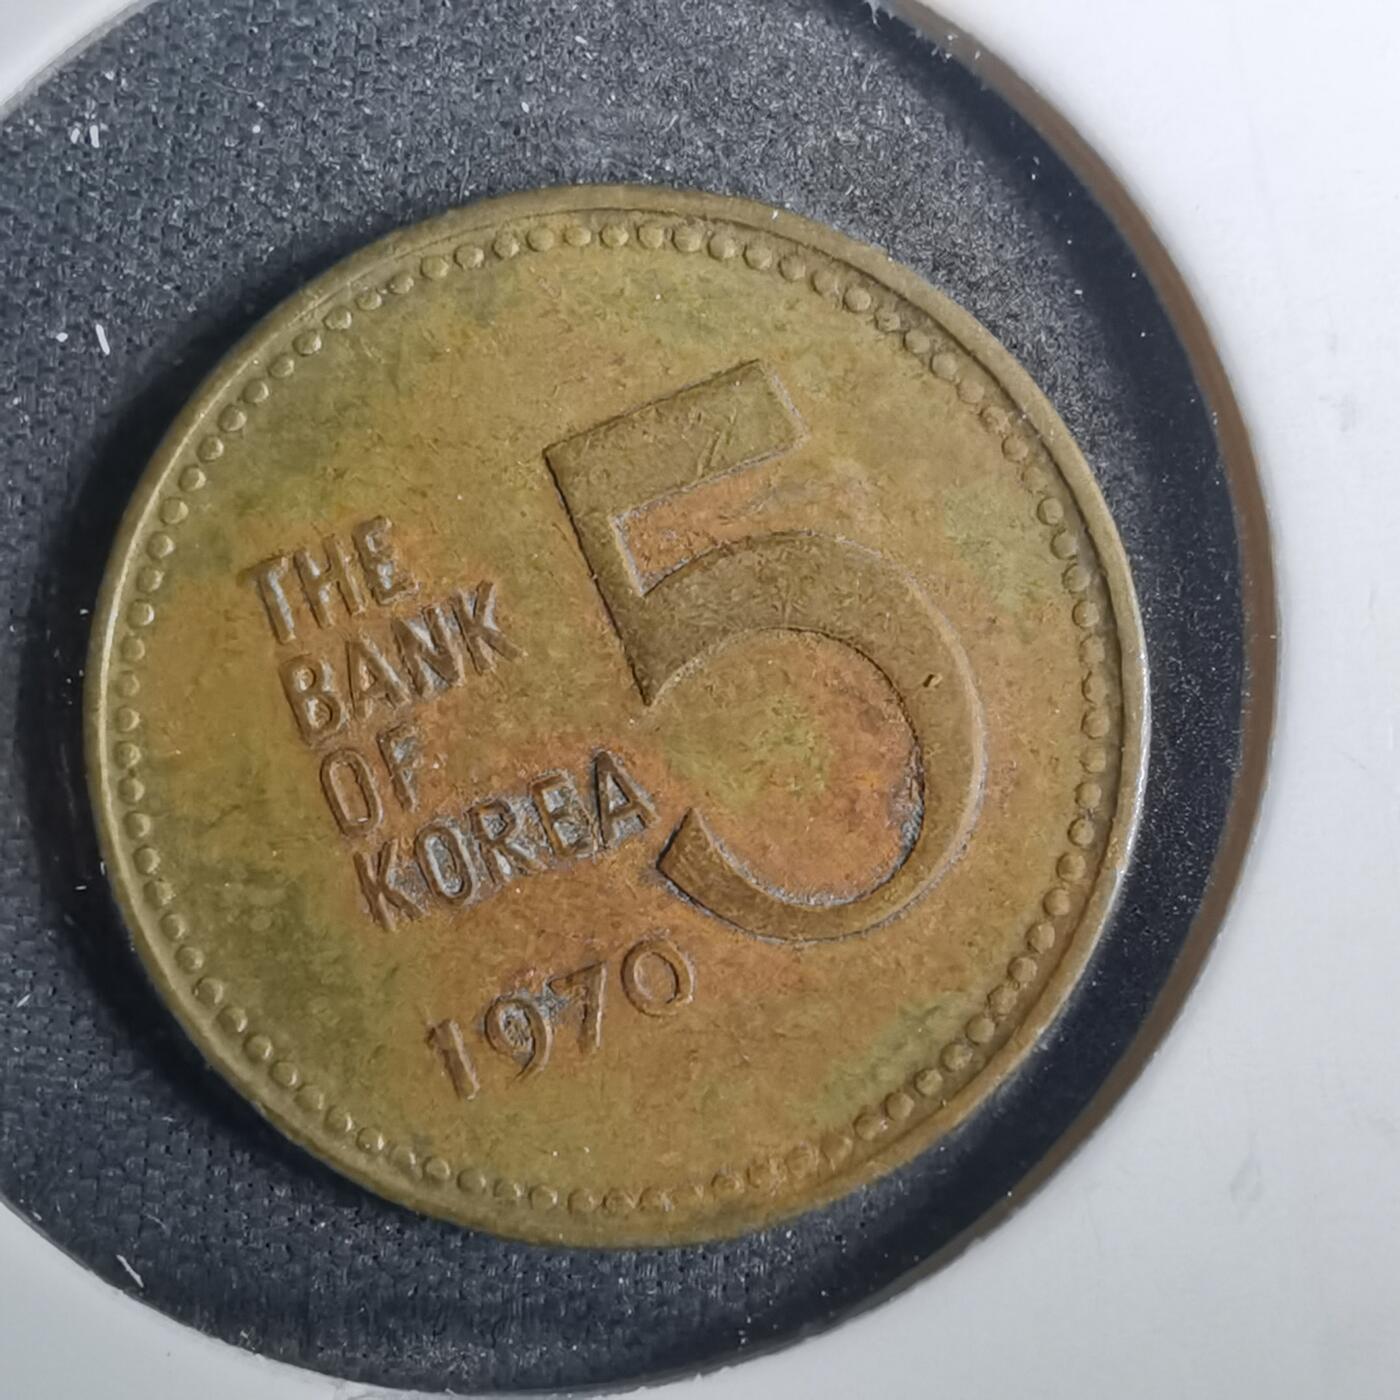 5
THE
BANK
OF
KOREA
1970